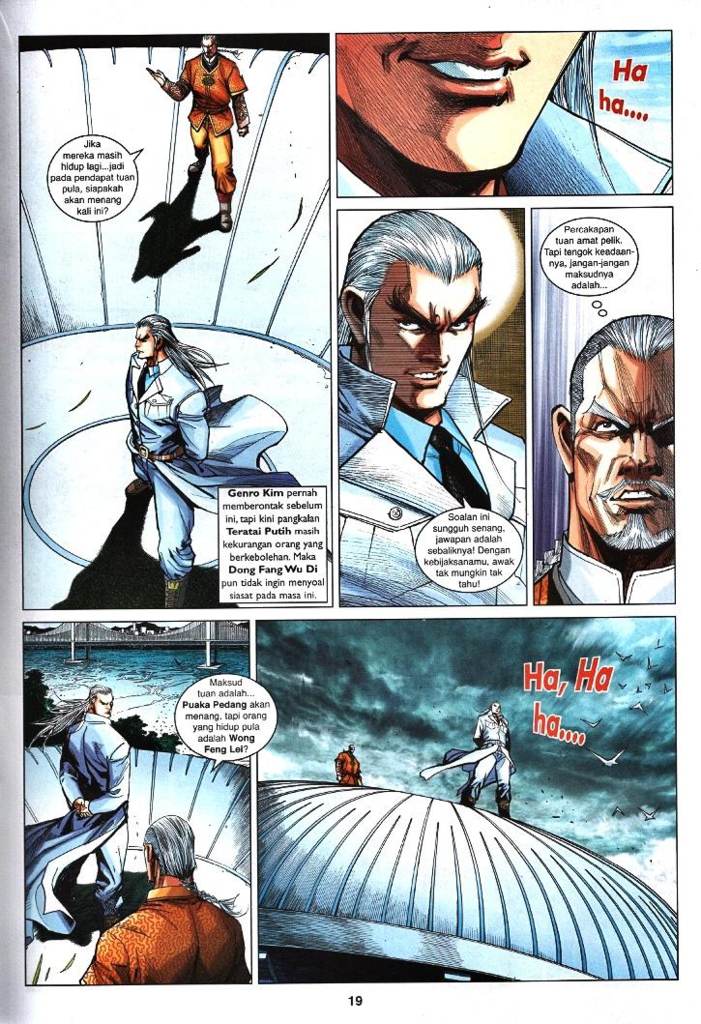 Jika
mereka masih
hidup lagi...jadi
pada pendapat tuan
pula, siapakah
akan menang
kali ini?
Genro Kim pernah
memberontak sebelum
ini, tapi kini pangkalan
Teratai Putih masih
kekurangan orang yang
berkebolehan. Maka
Dong Fang Wu Di
pun tidak ingin menyoal
siasat pada masa ini.
Ha
ha....
Soalan ini
sungguh senang,
jawapan adalah
sebaliknya! Dengan
kebijaksanamu, awak
tak mungkin tak
tahu!
Percakapan
tuan amat pelik.
Tapi tengok keadaan-
nya, jangan-jangan
maksudnya
adalah...
Maksud
tuan adalah...
Puaka Pedang akan
menang, tapi orang
yang hidup pula
adalah Wong
Feng Lei?
Ha, Ha
ha....
19